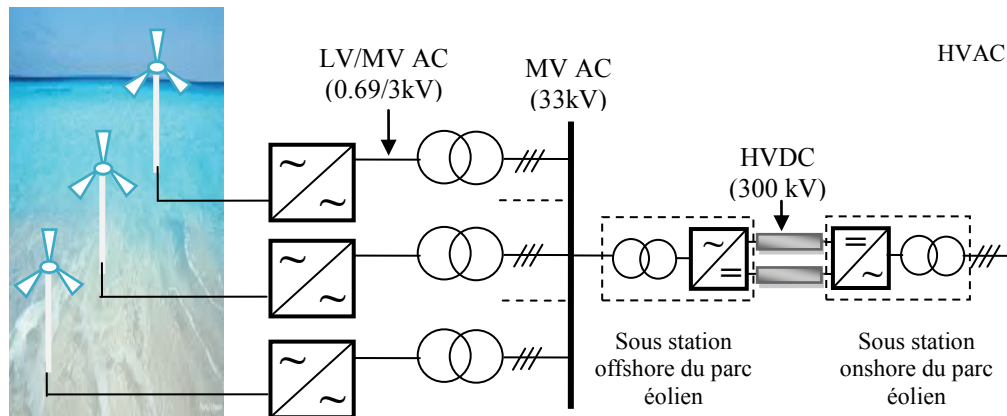 LV/MV AC
(0.69/3kV)
MV AC
(33kV)
HVAC
HVDC
(300 kV)
Sous station
offshore du parc
éolien
Sous station
onshore du parc
éolien